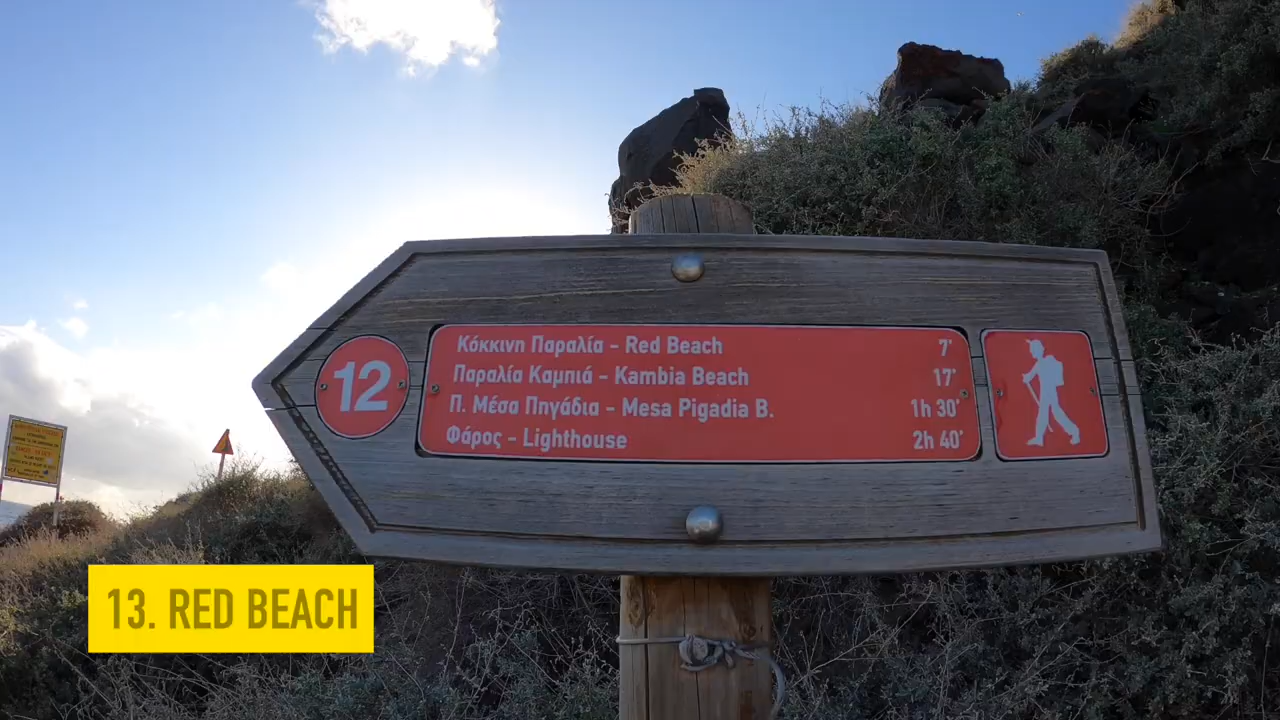 12
Κόκκινη Παραλία - Red Beach 7'
Παραλία Καμπιά - Kambia Beach 17'
Π. Μέσα Πηγάδια - Mesa Pigadia B. 1h 30'
Φάρος - Lighthouse 2h 40'
13. RED BEACH